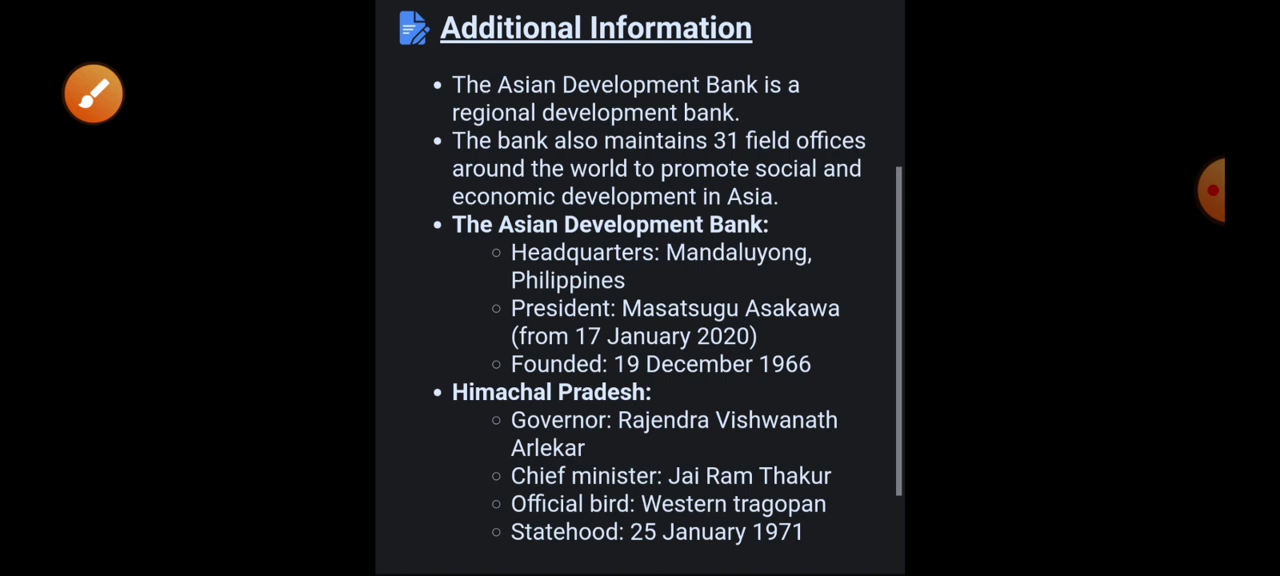 Additional Information
The Asian Development Bank is a
regional development bank.
The bank also maintains 31 field offices
around the world to promote social and
economic development in Asia.
The Asian Development Bank:
Headquarters: Mandaluyong,
Philippines
President: Masatsugu Asakawa
(from 17 January 2020)
Founded: 19 December 1966
Himachal Pradesh:
Governor: Rajendra Vishwanath
Arlekar
Chief minister: Jai Ram Thakur
Official bird: Western tragopan
Statehood: 25 January 1971